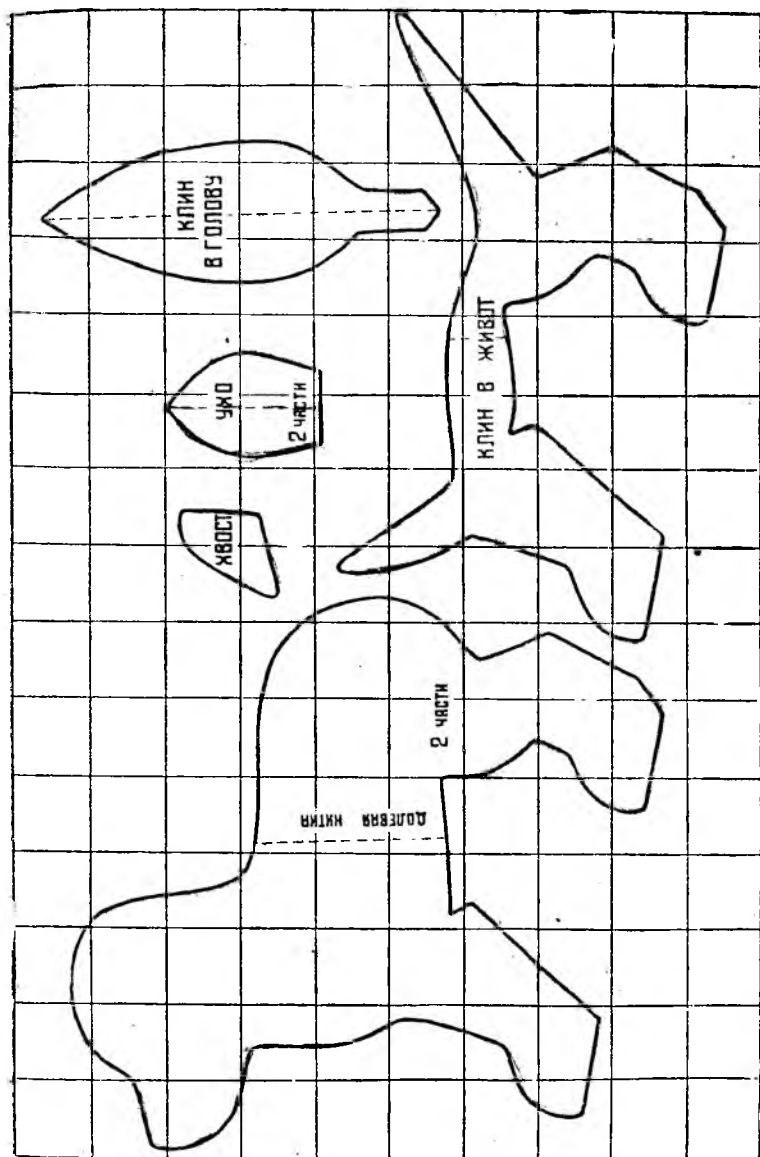 КЛИН
В ГОЛОВУ
УХО
2 ЧАСТИ
ХВОСТ
КЛИН В ЖИВОТ
2 ЧАСТИ
ДОЛЕВАЯ НИТКА